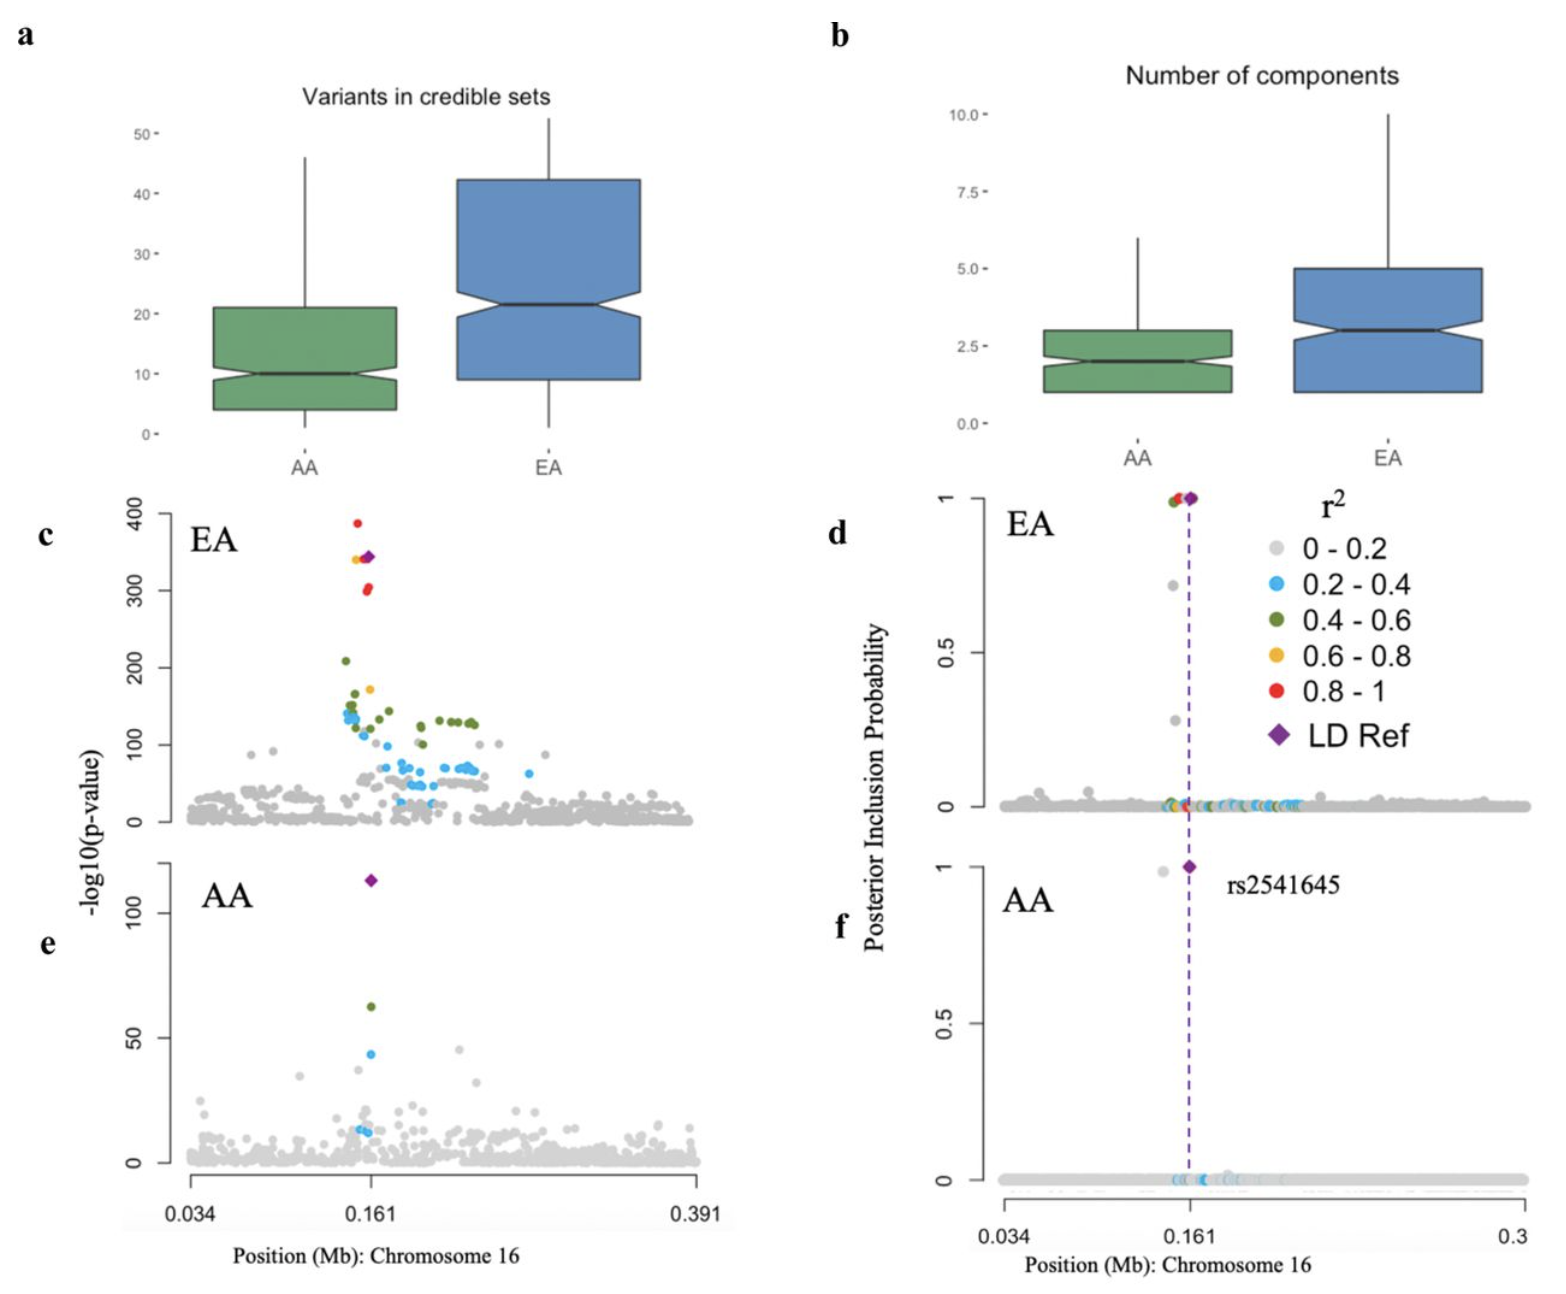 a
Variants in credible sets
50
40
30
20
10
0
AA
EA
b
Number of components
10.0
7.5
5.0
2.5
0.0
AA
EA
c
EA
400
300
200
100
0
-log10(p-value)
e
AA
100
50
0
0.034
0.161
0.391
Position (Mb): Chromosome 16
d
EA
1
0.5
0
r²
0 - 0.2
0.2 - 0.4
0.4 - 0.6
0.6 - 0.8
0.8 - 1
LD Ref
Posterior Inclusion Probability
f
AA
rs2541645
1
0.5
0
0.034
0.161
0.3
Position (Mb): Chromosome 16